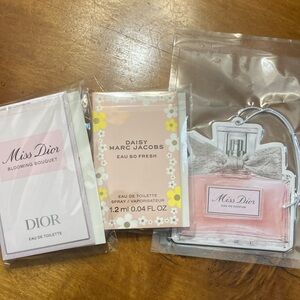 Miss Dior
BLOOMING BOUQUET
DIOR
EAU DE TOILETTE
DAISY
MARC JACOBS
EAU SO FRESH
EAU DE TOILETTE
SPRAY / VAPORISATEUR
1.2 ml 0.04 FL.OZ
Miss Dior
EAU DE PARFUM